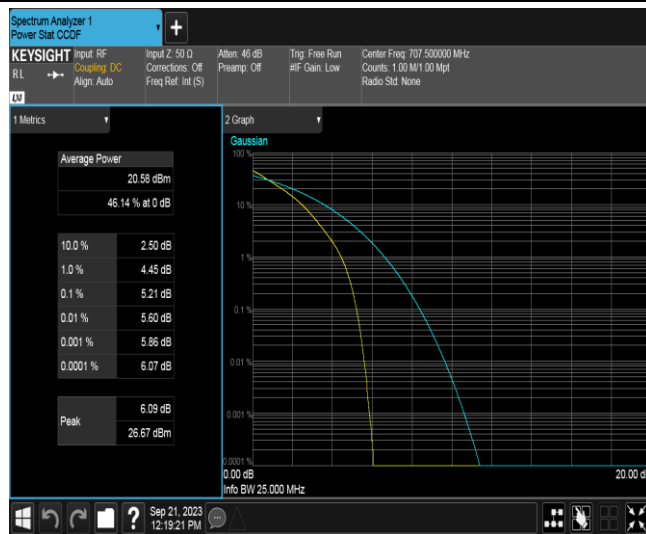 Spectrum Analyzer 1
Power Stat CCDF
+
KEYSIGHT
RL
LXI
Input: RF
Coupling: DC
Align: Auto
Input Z: 50 Ω
Corrections: Off
Freq Ref: Int (S)
Atten: 46 dB
Preamp: Off
Trig: Free Run
#IF Gain: Low
Center Freq: 707.500000 MHz
Counts: 1.00 M/1.00 Mpt
Radio Std: None
1 Metrics
Average Power
20.58 dBm
46.14 % at 0 dB
10.0 % 2.50 dB
1.0 % 4.45 dB
0.1 % 5.21 dB
0.01 % 5.60 dB
0.001 % 5.86 dB
0.0001 % 6.07 dB
Peak
6.09 dB
26.67 dBm
2 Graph
Gaussian
100 %
10 %
1 %
0.1 %
0.01 %
0.001 %
0.0001 %
0.00 dB
20.00 d
Info BW 25.000 MHz
?
Sep 21, 2023
12:19:21 PM